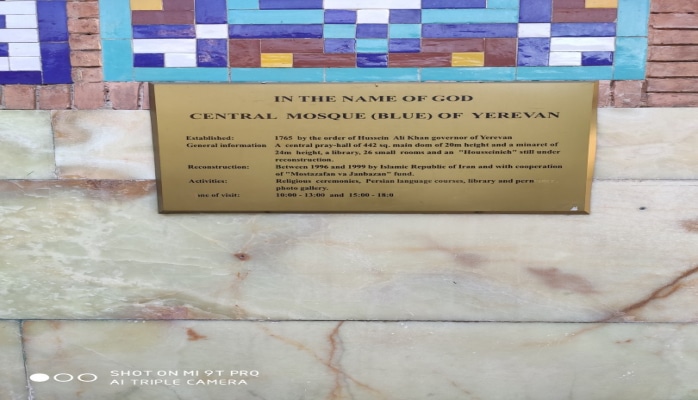 IN THE NAME OF GOD
CENTRAL MOSQUE (BLUE) OF YEREVAN
Established: 1765 by the order of Hussein Ali Khan governor of Yerevan
General information A central pray-hall of 442 sq. main dom of 20m height and a minaret of
24m height, a library, 26 small rooms and an "Housseinieh" still under
reconstruction.
Reconstruction: Between 1996 and 1999 by Islamic Republic of Iran and with cooperation
of "Mostazafan va Janbazan" fund.
Activities: Religious ceremonies, Persian language courses, library and pern
photo gallery.
me of visit: 10:00 - 13:00 and 15:00 - 18:0
SHOT ON MI 9T PRO
AI TRIPLE CAMERA